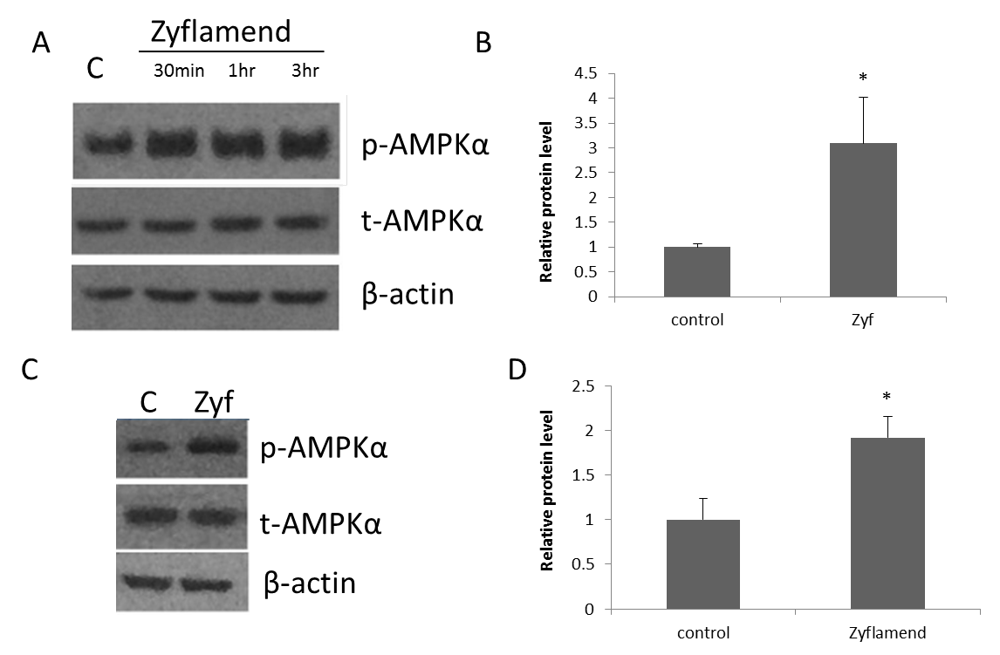 A
Zyflamend
C 30min 1hr 3hr
p-AMPKα
t-AMPKα
β-actin
B
Relative protein level
4.5
4
3.5
3
2.5
2
1.5
1
0.5
0
*
control Zyf
C
C Zyf
p-AMPKα
t-AMPKα
β-actin
D
Relative protein level
2.5
2
1.5
1
0.5
0
*
control Zyflamend